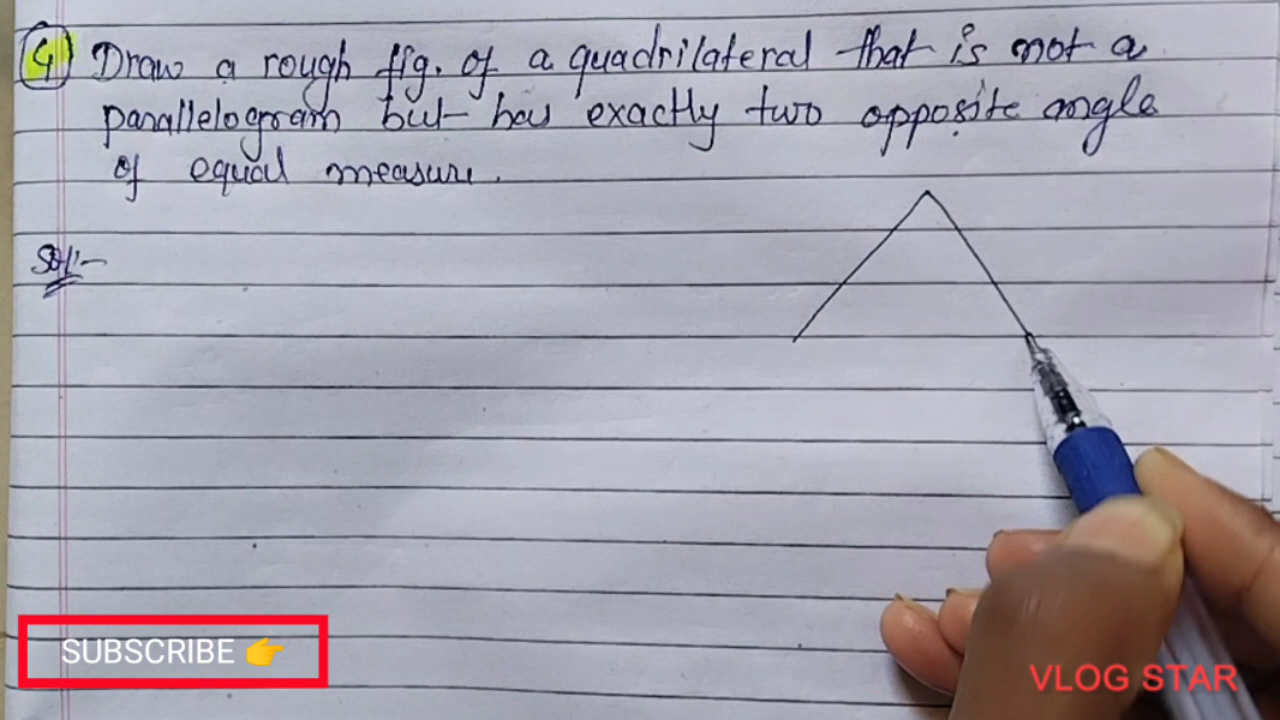 4 Draw a rough fig. of a quadrilateral that is not a
parallelogram but has exactly two opposite angle
of equal measure.
Sol:-
SUBSCRIBE 👉
VLOG STAR